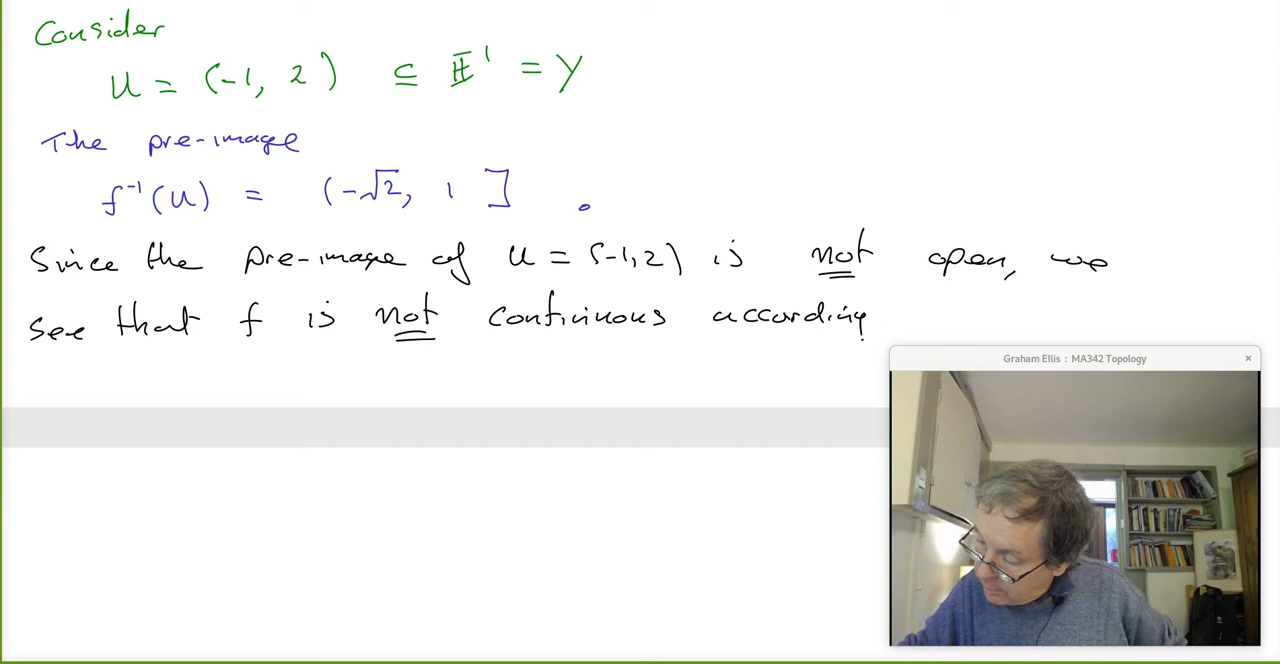 Consider
U = (-1, 2) ⊆ 𝔼¹ = Y
The pre-image
f⁻¹(U) = (-√2, 1].
Since the pre-image of U = (-1,2) is not open, we
see that f is not continuous according
Graham Ellis : MA342 Topology ×